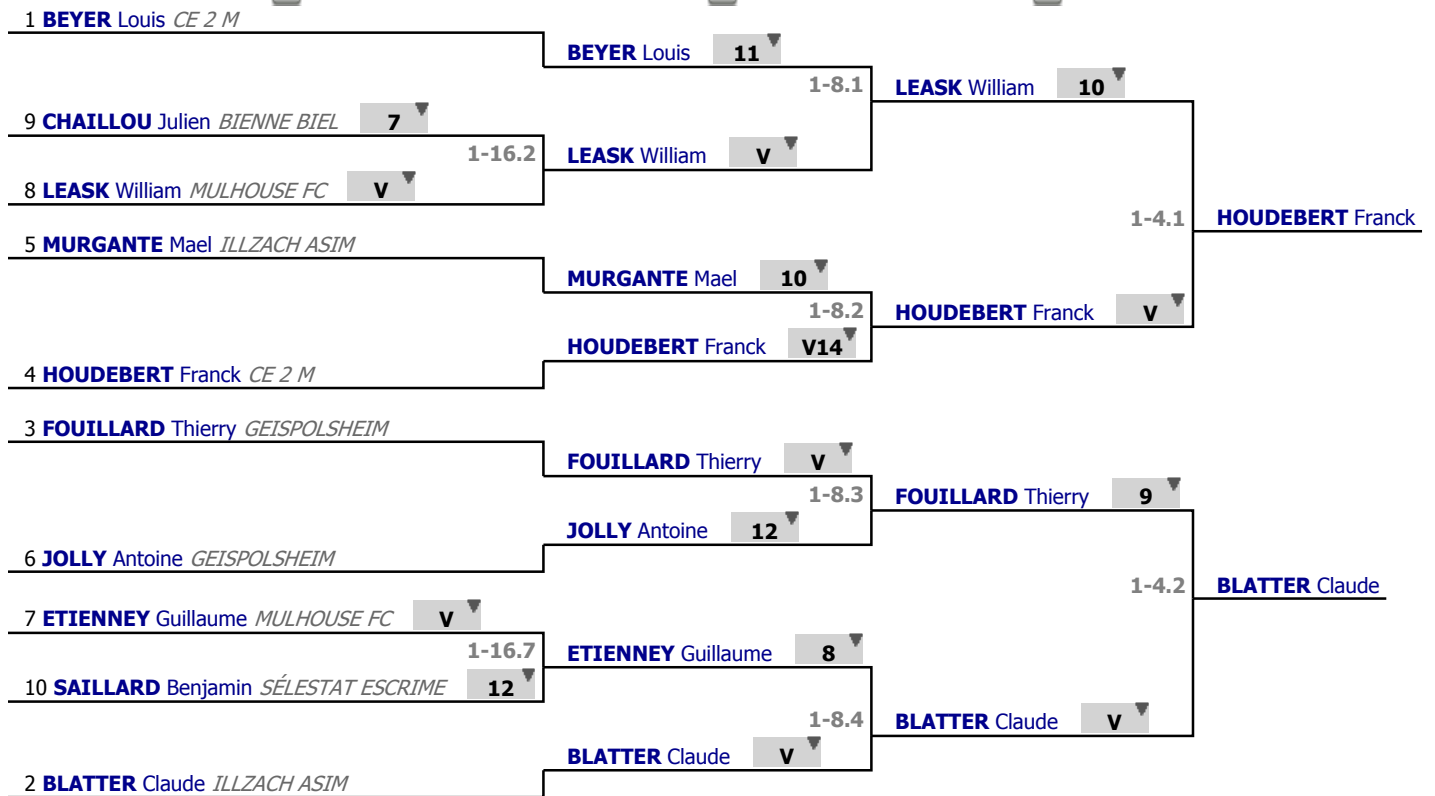 1 BEYER Louis CE 2 M
BEYER Louis 11
1-8.1
LEASK William 10
9 CHAILLOU Julien BIENNE BIEL 7
1-16.2
LEASK William V
8 LEASK William MULHOUSE FC V
1-4.1
HOUDEBERT Franck
5 MURGANTE Mael ILLZACH ASIM
MURGANTE Mael 10
1-8.2
HOUDEBERT Franck V
HOUDEBERT Franck V14
4 HOUDEBERT Franck CE 2 M
3 FOUILLARD Thierry GEISPOLSHEIM
FOUILLARD Thierry V
1-8.3
FOUILLARD Thierry 9
JOLLY Antoine 12
6 JOLLY Antoine GEISPOLSHEIM
1-4.2
BLATTER Claude
7 ETIENNEY Guillaume MULHOUSE FC V
1-16.7
ETIENNEY Guillaume 8
10 SAILLARD Benjamin SÉLESTAT ESCRIME 12
1-8.4
BLATTER Claude V
BLATTER Claude V
2 BLATTER Claude ILLZACH ASIM